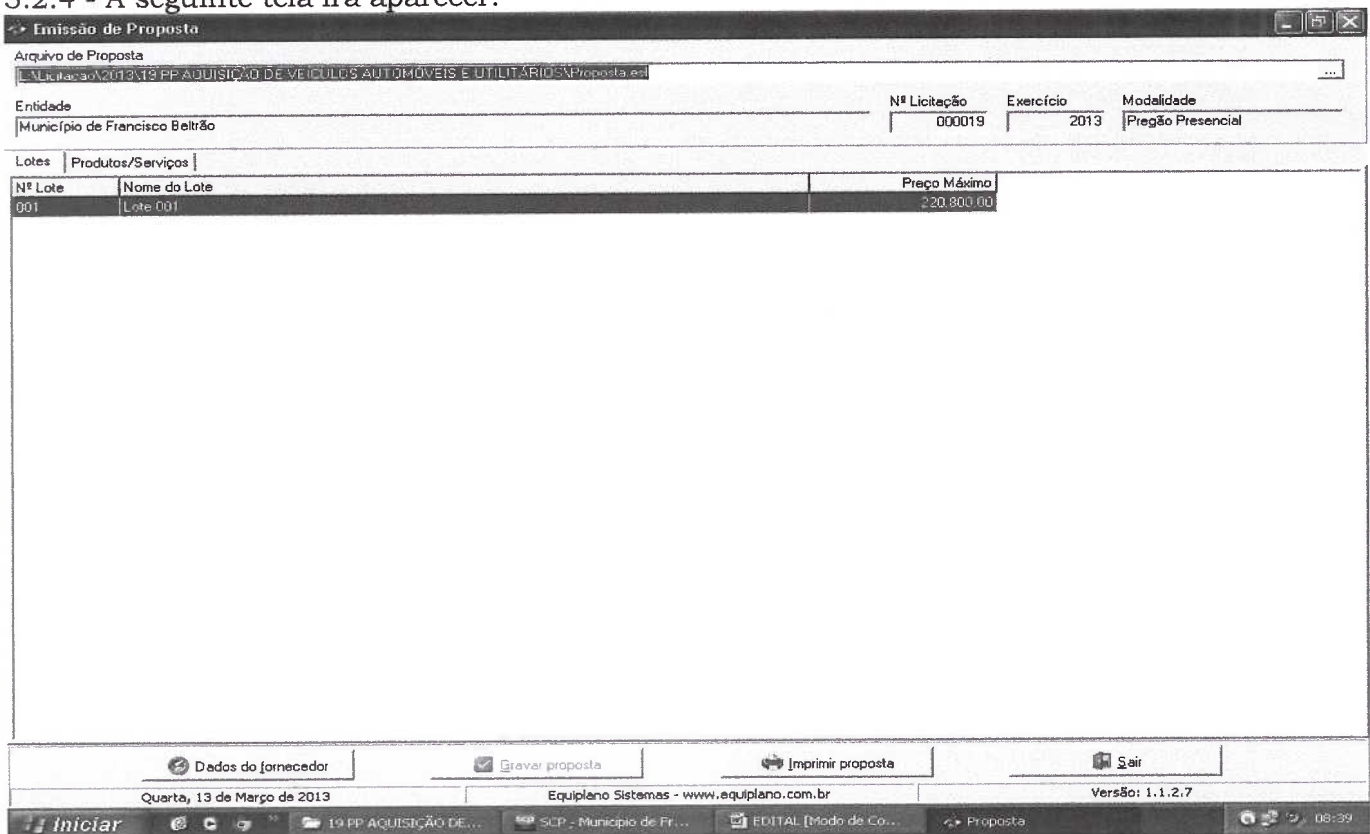 3.2.4 - A seguinte tela irá aparecer:
Emissão de Proposta
Arquivo de Proposta
L:\Licitacao\2013\19 PP AQUISIÇÃO DE VEICULOS AUTOMÓVEIS E UTILITÁRIOS\Proposta.esl
...
Entidade
Nº Licitação
Exercício
Modalidade
Município de Francisco Beltrão
000019
2013
Pregão Presencial
Lotes
Produtos/Serviços
Nº Lote
Nome do Lote
Preço Máximo
001
Lote 001
220.800,00
Dados do fornecedor
Gravar proposta
Imprimir proposta
Sair
Quarta, 13 de Março de 2013
Equiplano Sistemas - www.equiplano.com.br
Versão: 1.1.2.7
Iniciar
19 PP AQUISIÇÃO DE...
SCP - Municipio de Fr...
EDITAL [Modo de Co...
Proposta
08:39